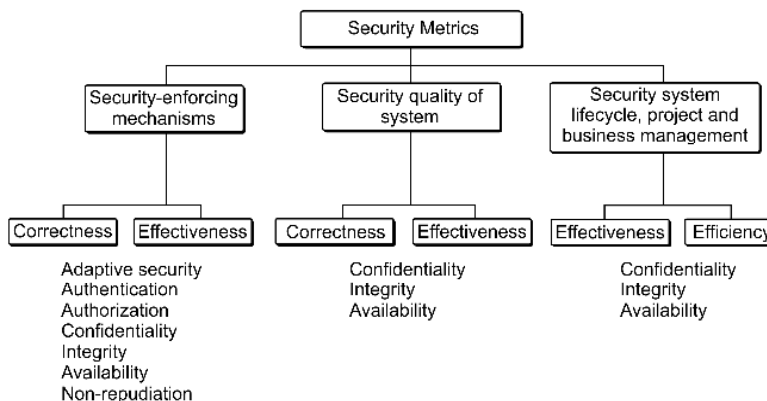 Security Metrics
Security-enforcing
mechanisms
Security quality of
system
Security system
lifecycle, project and
business management
Correctness
Effectiveness
Correctness
Effectiveness
Effectiveness
Efficiency
Adaptive security
Authentication
Authorization
Confidentiality
Integrity
Availability
Non-repudiation
Confidentiality
Integrity
Availability
Confidentiality
Integrity
Availability